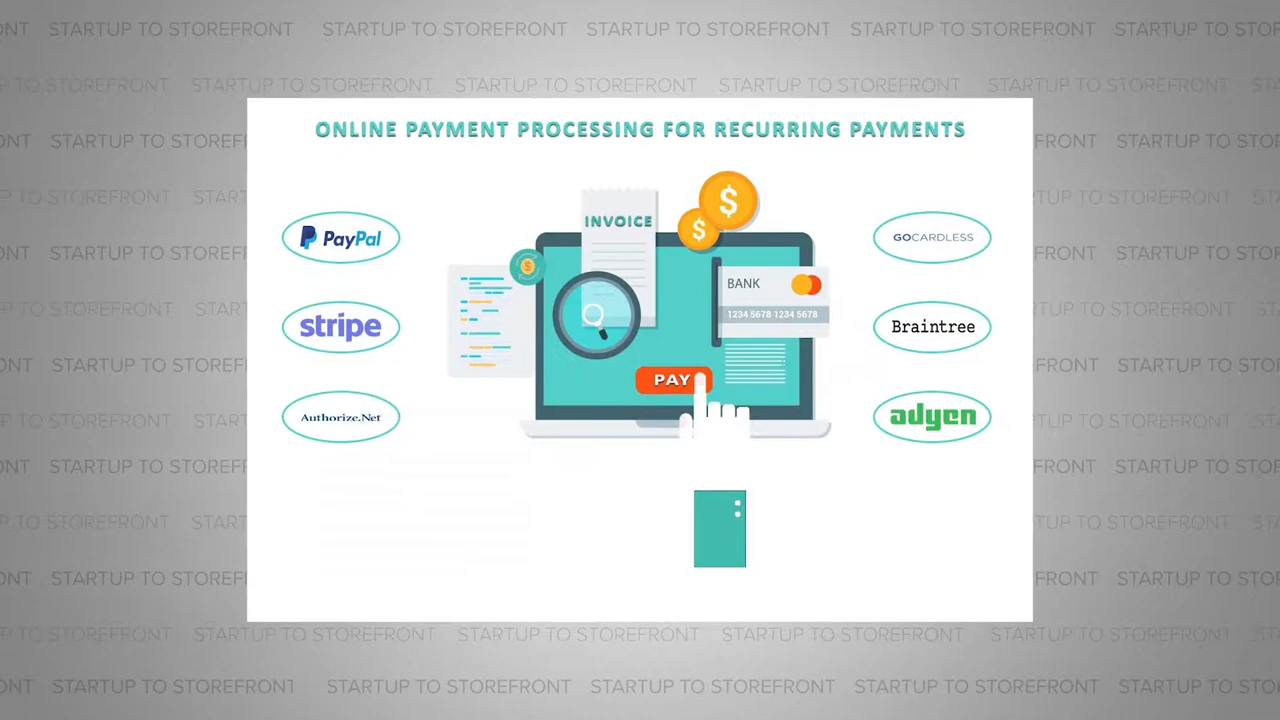 STARTUP TO STOREFRONT
ONLINE PAYMENT PROCESSING FOR RECURRING PAYMENTS
INVOICE
PayPal
GOCARDLESS
BANK
1234 5678 1234 5678
stripe
Braintree
PAY
Authorize.Net
adyen